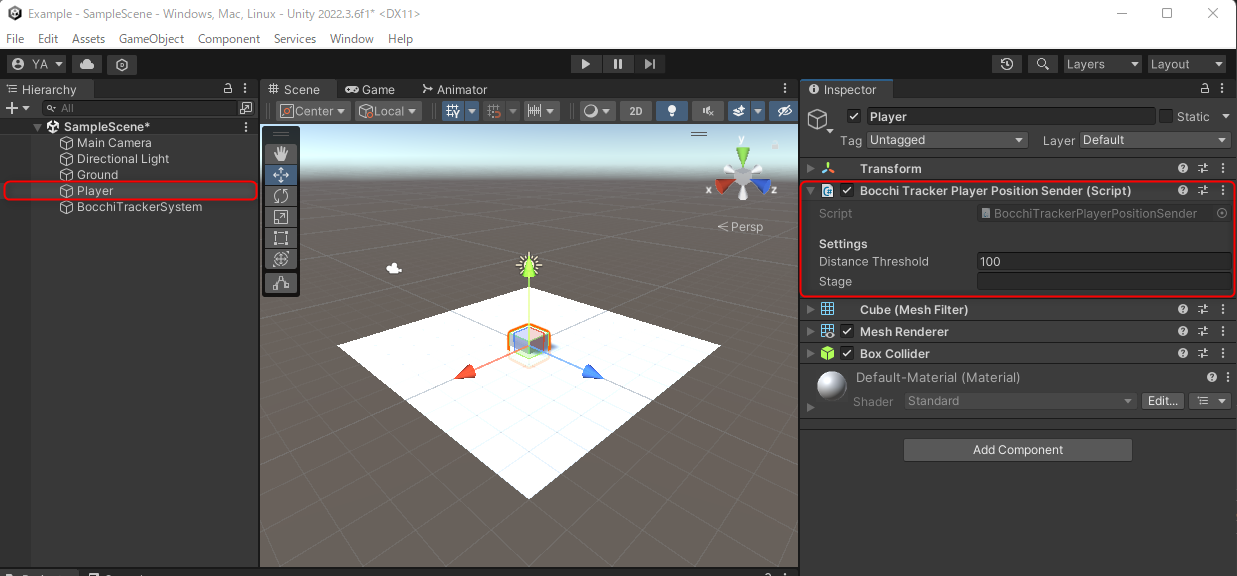 Example - SampleScene - Windows, Mac, Linux - Unity 2022.3.6f1* <DX11>
File Edit Assets GameObject Component Services Window Help
YA Layers Layout
Hierarchy
All
SampleScene*
Main Camera
Directional Light
Ground
Player
BocchiTrackerSystem
Scene Game Animator
Center Local 2D
y
x
z
Persp
Inspector
Player Static
Tag Untagged Layer Default
Transform
Bocchi Tracker Player Position Sender (Script)
Script BocchiTrackerPlayerPositionSender
Settings
Distance Threshold 100
Stage
Cube (Mesh Filter)
Mesh Renderer
Box Collider
Default-Material (Material)
Shader Standard Edit...
Add Component